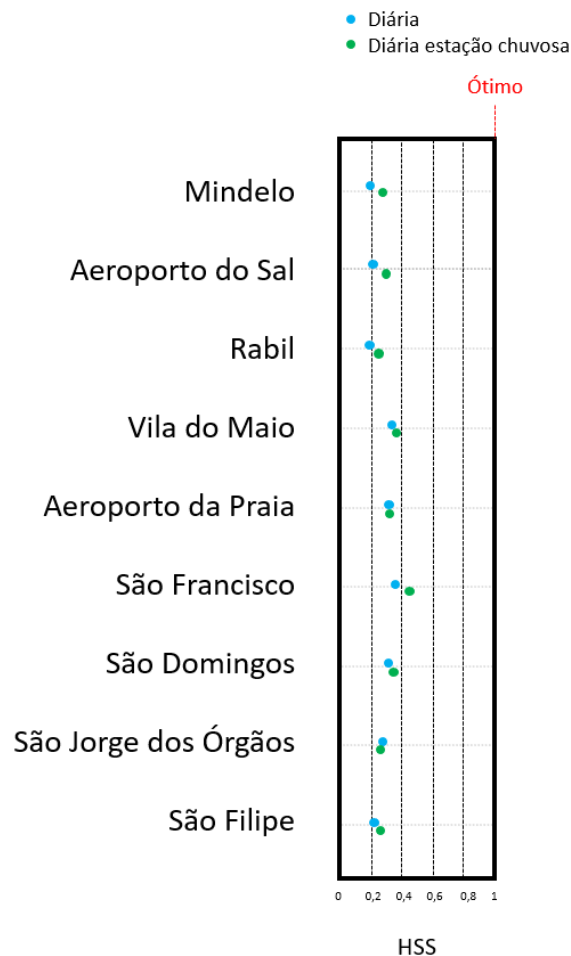 Diária
Diária estação chuvosa
Ótimo
Mindelo
Aeroporto do Sal
Rabil
Vila do Maio
Aeroporto da Praia
São Francisco
São Domingos
São Jorge dos Órgãos
São Filipe
0 0,2 0,4 0,6 0,8 1
HSS